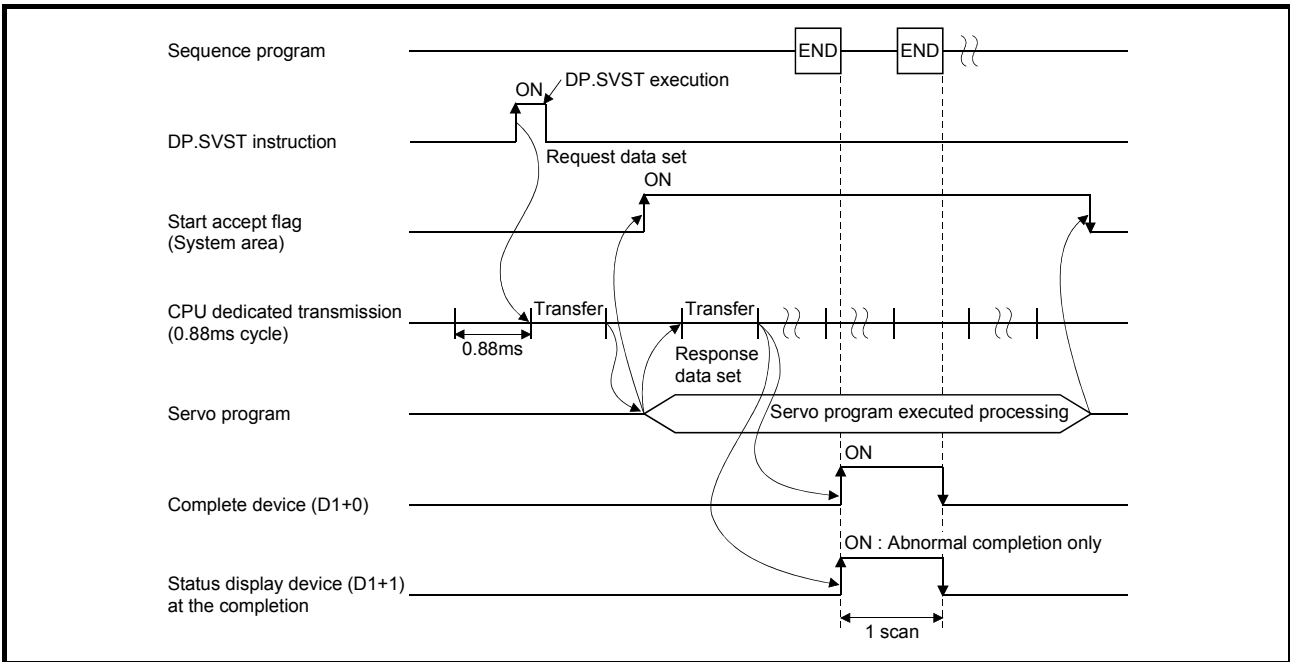 Sequence program
END
END
ON
DP.SVST execution
DP.SVST instruction
Request data set
ON
Start accept flag
(System area)
CPU dedicated transmission
(0.88ms cycle)
Transfer
Transfer
0.88ms
Response
data set
Servo program
Servo program executed processing
ON
Complete device (D1+0)
ON : Abnormal completion only
Status display device (D1+1)
at the completion
1 scan